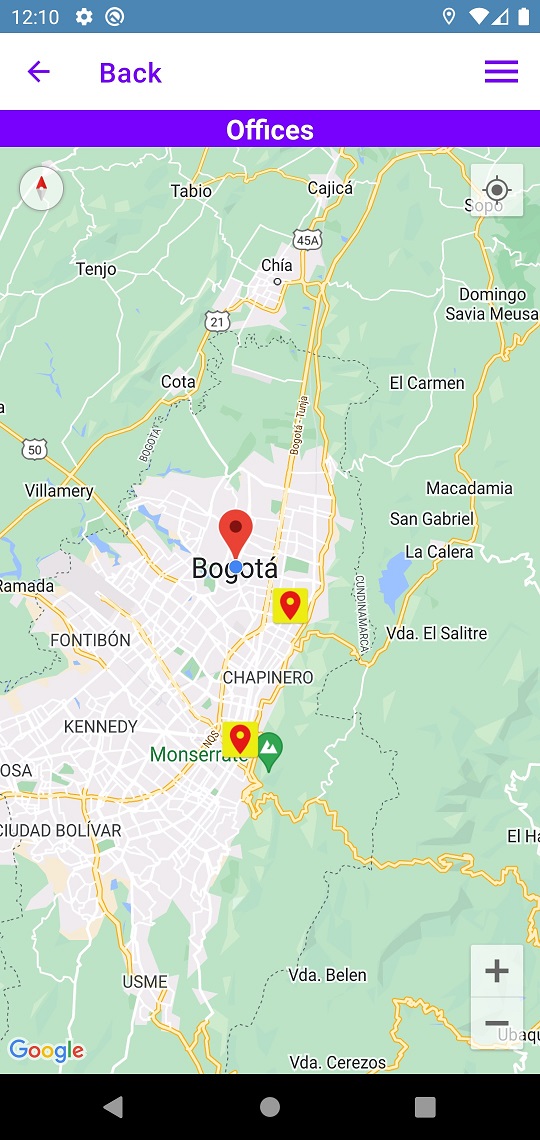 12:10
Back
Offices
Tabio
Cajicá
Sopó
45A
Chía
Tenjo
Domingo
Savia Meusa
21
Cota
El Carmen
a
Bogotá - Tunja
BOGOTÁ
50
Villamery
Macadamia
San Gabriel
La Calera
Bogotá
Ramada
CUNDINAMARCA
Vda. El Salitre
FONTIBÓN
CHAPINERO
KENNEDY
NQS
Monserrate
OSA
CIUDAD BOLÍVAR
El Ha
USME
Vda. Belen
+
−
Ubaqu
Google
Vda. Cerezos